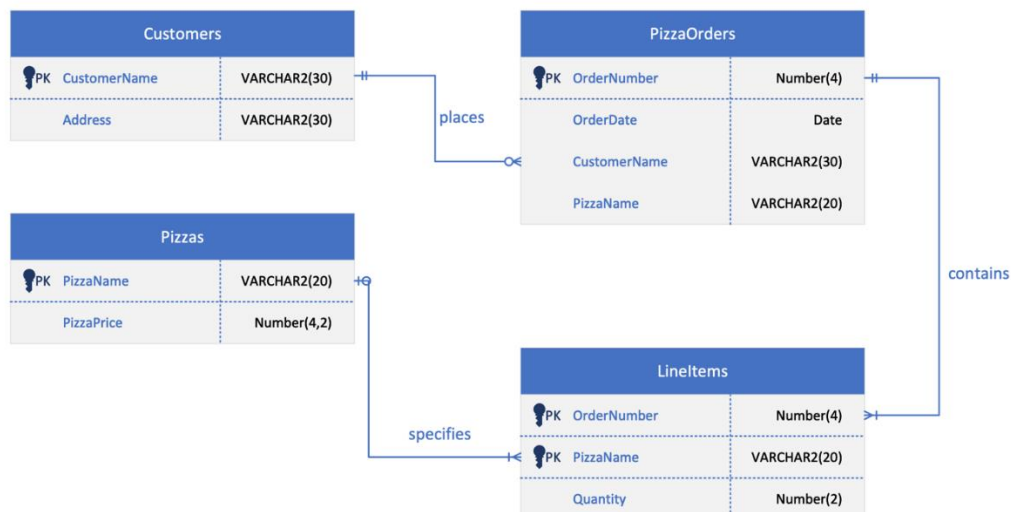 Customers
PK CustomerName VARCHAR2(30)
Address VARCHAR2(30)
places
PizzaOrders
PK OrderNumber Number(4)
OrderDate Date
CustomerName VARCHAR2(30)
PizzaName VARCHAR2(20)
Pizzas
PK PizzaName VARCHAR2(20)
PizzaPrice Number(4,2)
contains
specifies
LineItems
PK OrderNumber Number(4)
PK PizzaName VARCHAR2(20)
Quantity Number(2)